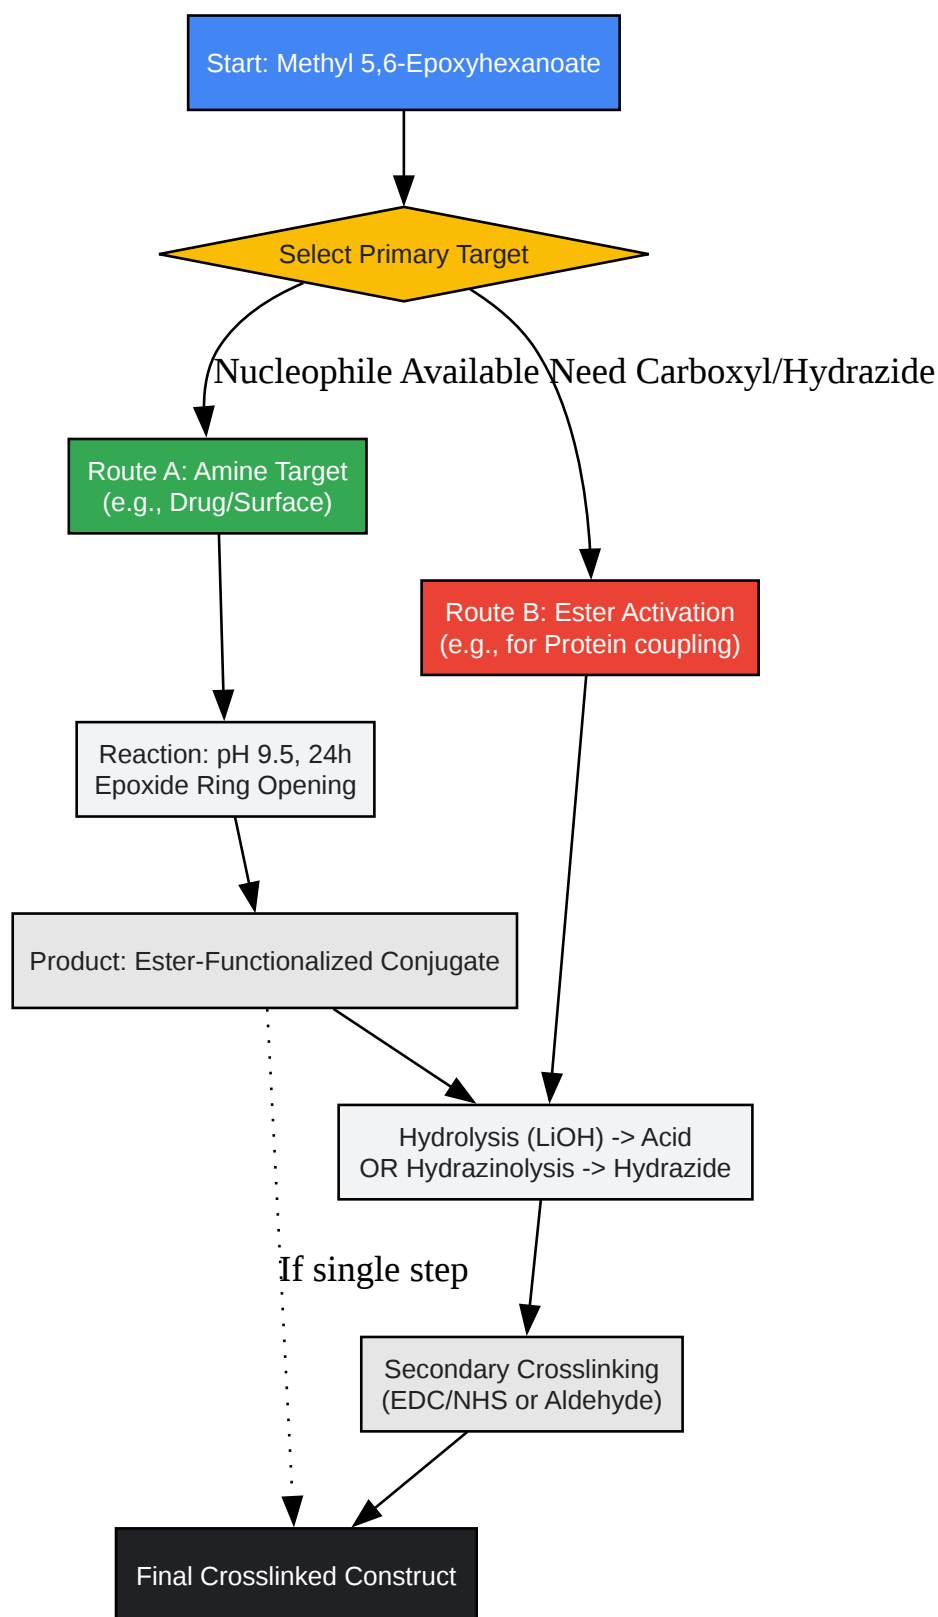 Start: Methyl 5,6-Epoxyhexanoate
Select Primary Target
Nucleophile Available
Need Carboxyl/Hydrazide
Route A: Amine Target
(e.g., Drug/Surface)
Route B: Ester Activation
(e.g., for Protein coupling)
Reaction: pH 9.5, 24h
Epoxide Ring Opening
Product: Ester-Functionalized Conjugate
Hydrolysis (LiOH) -> Acid
OR Hydrazinolysis -> Hydrazide
If single step
Secondary Crosslinking
(EDC/NHS or Aldehyde)
Final Crosslinked Construct